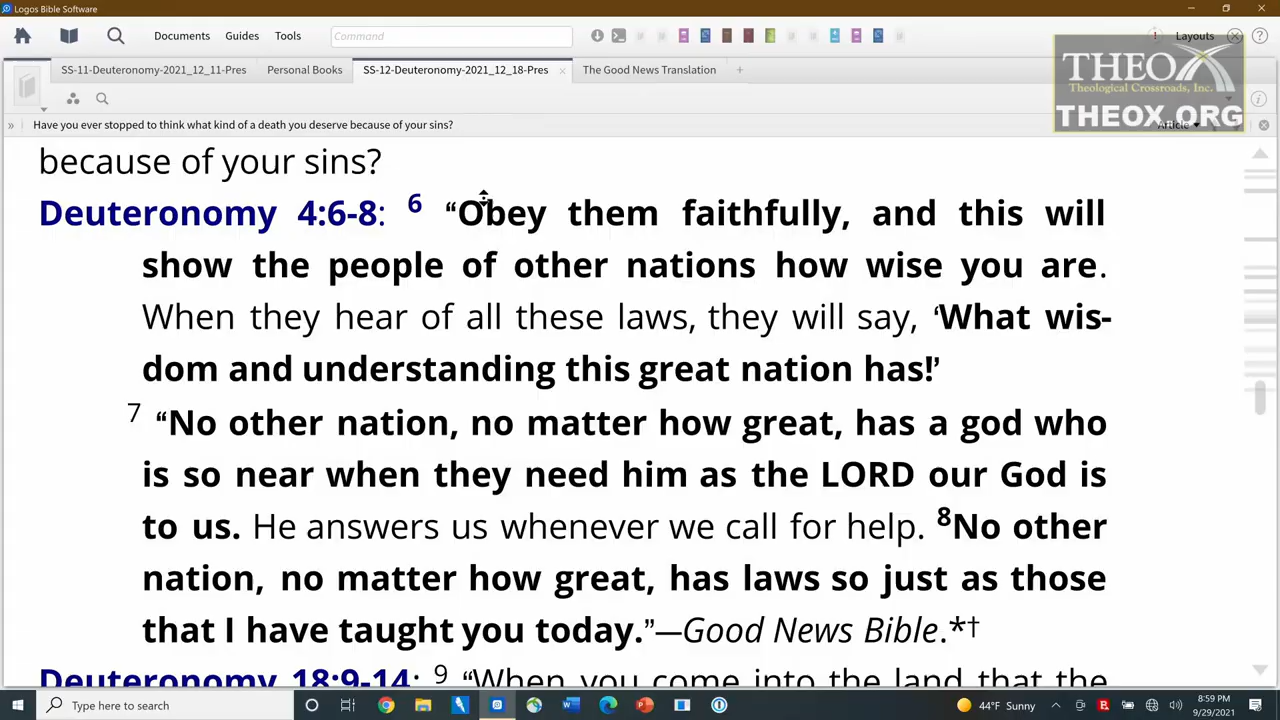 Logos Bible Software
Documents Guides Tools Command Layouts
THEOX
Theological Crossroads, Inc.
THEOX.ORG
SS-11-Deuteronomy-2021_12_11-Pres Personal Books SS-12-Deuteronomy-2021_12_18-Pres The Good News Translation
Have you ever stopped to think what kind of a death you deserve because of your sins? Article
because of your sins?
Deuteronomy 4:6-8: 6 “Obey them faithfully, and this will
show the people of other nations how wise you are.
When they hear of all these laws, they will say, ‘What wis-
dom and understanding this great nation has!’
7 “No other nation, no matter how great, has a god who
is so near when they need him as the LORD our God is
to us. He answers us whenever we call for help. 8No other
nation, no matter how great, has laws so just as those
that I have taught you today.”—Good News Bible.*†
Deuteronomy 18:9-14: 9 “When you come into the land that the
Type here to search
44°F Sunny
8:59 PM
9/29/2021